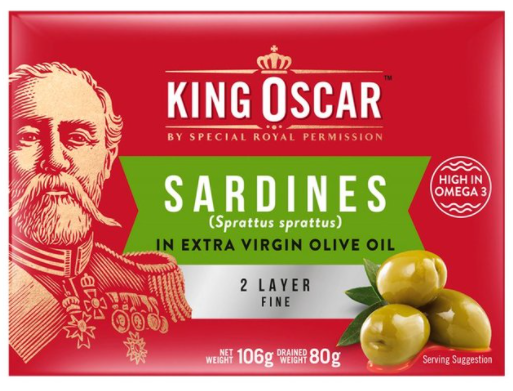 KING OSCAR™
BY SPECIAL ROYAL PERMISSION
SARDINES
(Sprattus sprattus)
IN EXTRA VIRGIN OLIVE OIL
HIGH IN
OMEGA 3
2 LAYER
FINE
NET WEIGHT 106g DRAINED WEIGHT 80g
Serving Suggestion